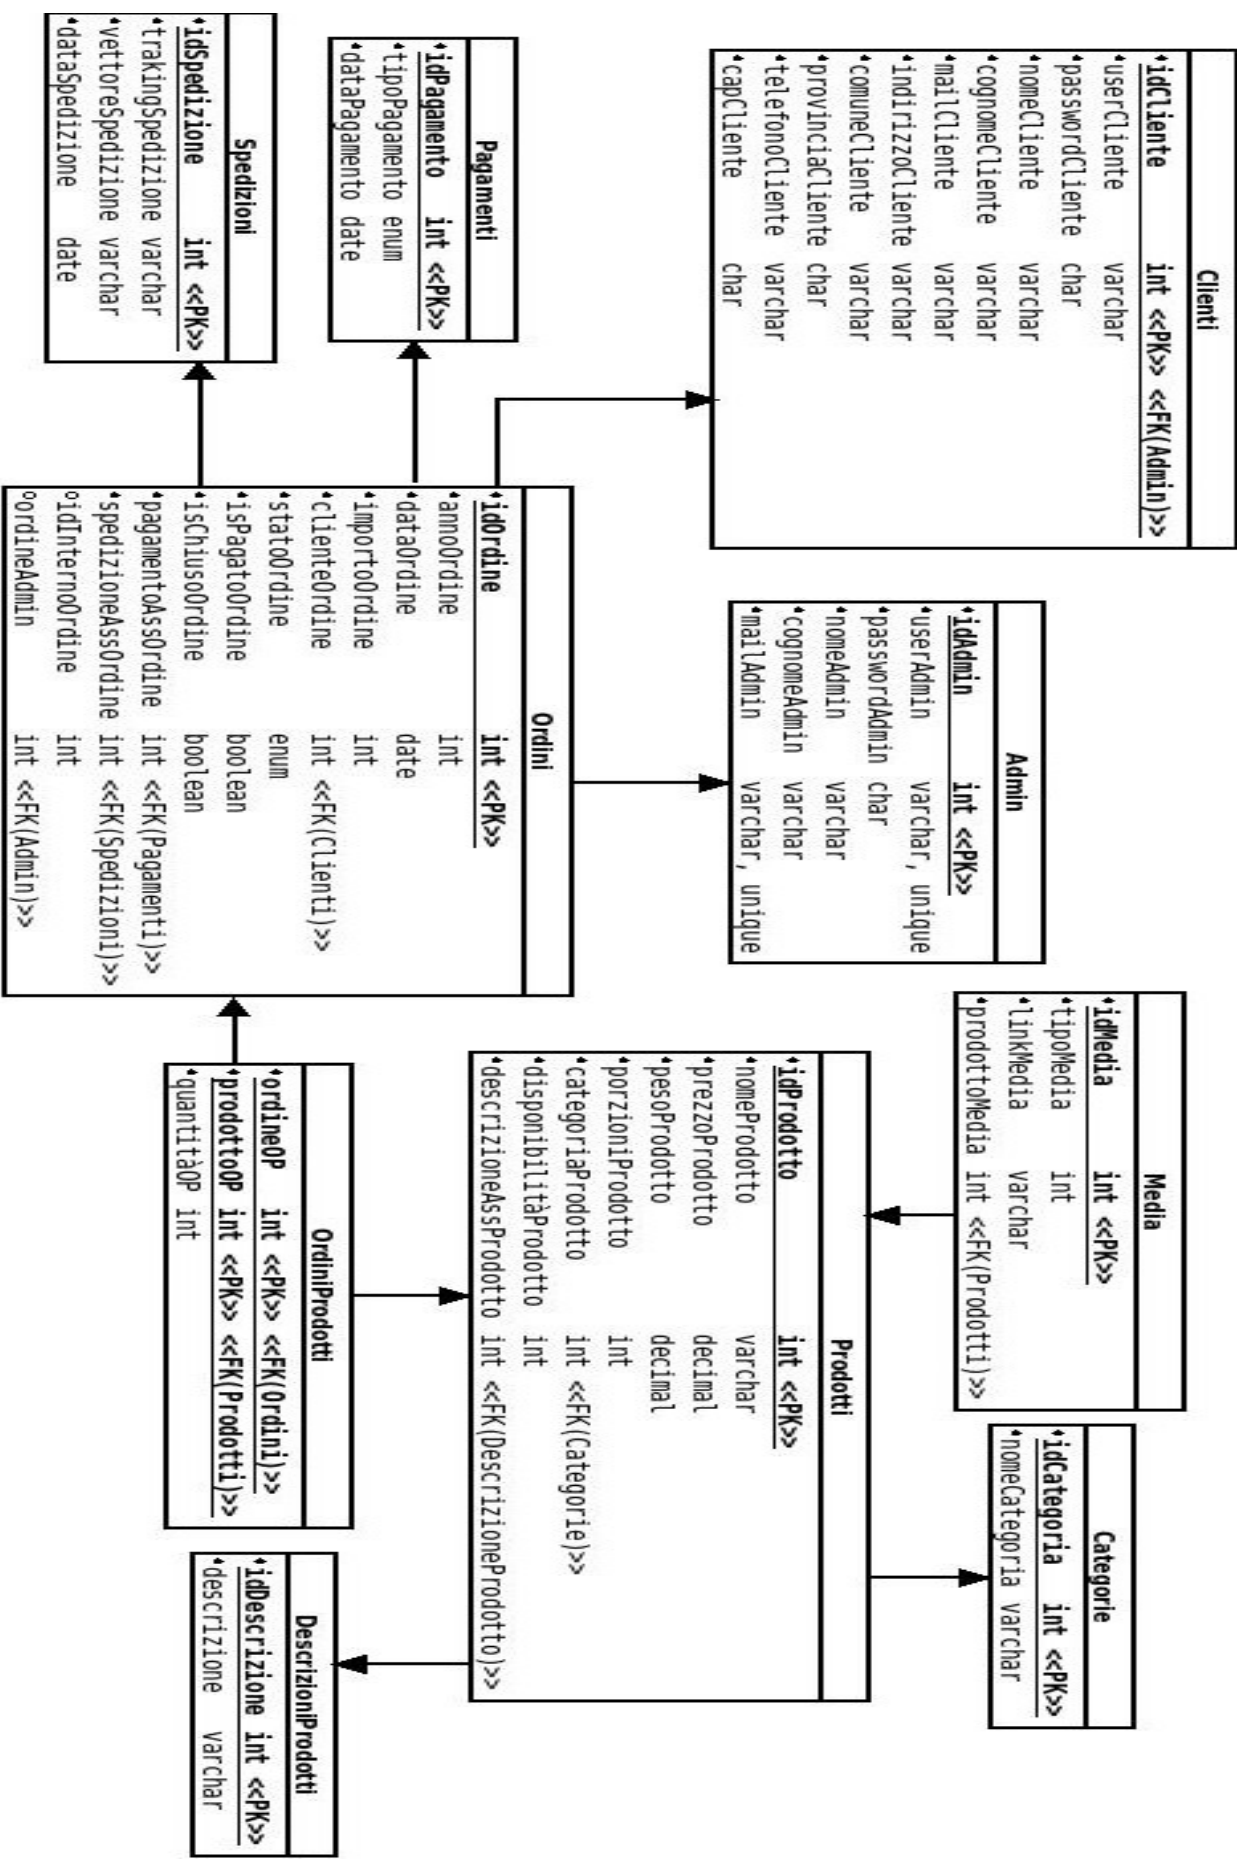 Clienti
*idCliente int <<PK>> <<FK(Admin)>>
*userCliente varchar
*passwordCliente char
*nomeCliente varchar
*cognomeCliente varchar
*mailCliente varchar
*indirizzoCliente varchar
*comuneCliente varchar
*provinciaCliente char
*telefonoCliente varchar
*capCliente char
Admin
*idAdmin int <<PK>>
*userAdmin varchar, unique
*passwordAdmin char
*nomeAdmin varchar
*cognomeAdmin varchar
*mailAdmin varchar, unique
Media
*idMedia int <<PK>>
*tipoMedia int
*linkMedia varchar
*prodottoMedia int <<FK(Prodotti)>>
Categorie
*idCategoria int <<PK>>
*nomeCategoria varchar
Pagamenti
*idPagamento int <<PK>>
*tipoPagamento enum
*dataPagamento date
Spedizioni
*idSpedizione int <<PK>>
*trakingSpedizione varchar
*vettoreSpedizione varchar
*dataSpedizione date
Ordini
*idOrdine int <<PK>>
*annoOrdine int
*dataOrdine date
*importoOrdine int
*clienteOrdine int <<FK(Clienti)>>
*statoOrdine enum
*isPagatoOrdine boolean
*isChiusoOrdine boolean
*pagamentoAssOrdine int <<FK(Pagamenti)>>
*spedizioneAssOrdine int <<FK(Spedizioni)>>
°idInternoOrdine int
°ordineAdmin int <<FK(Admin)>>
Prodotti
*idProdotto int <<PK>>
*nomeProdotto varchar
*prezzoProdotto decimal
*pesoProdotto decimal
*porzioniProdotto int
*categoriaProdotto int <<FK(Categorie)>>
*disponibilitàProdotto int
*descrizioneAssProdotto int <<FK(DescrizioneProdotto)>>
OrdiniProdotti
*ordineOP int <<PK>> <<FK(Ordini)>>
*prodottoOP int <<PK>> <<FK(Prodotti)>>
*quantitàOP int
DescrizioniProdotti
*idDescrizione int <<PK>>
*descrizione varchar